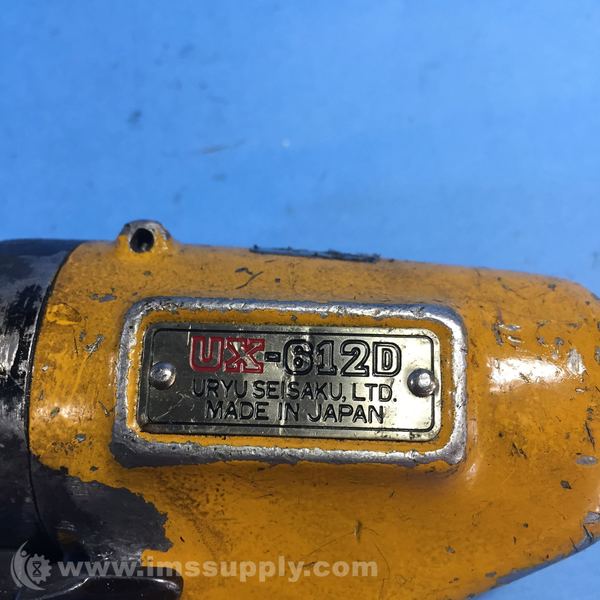 UX-612D
URYU SEISAKU, LTD.
MADE IN JAPAN
www.imssupply.com